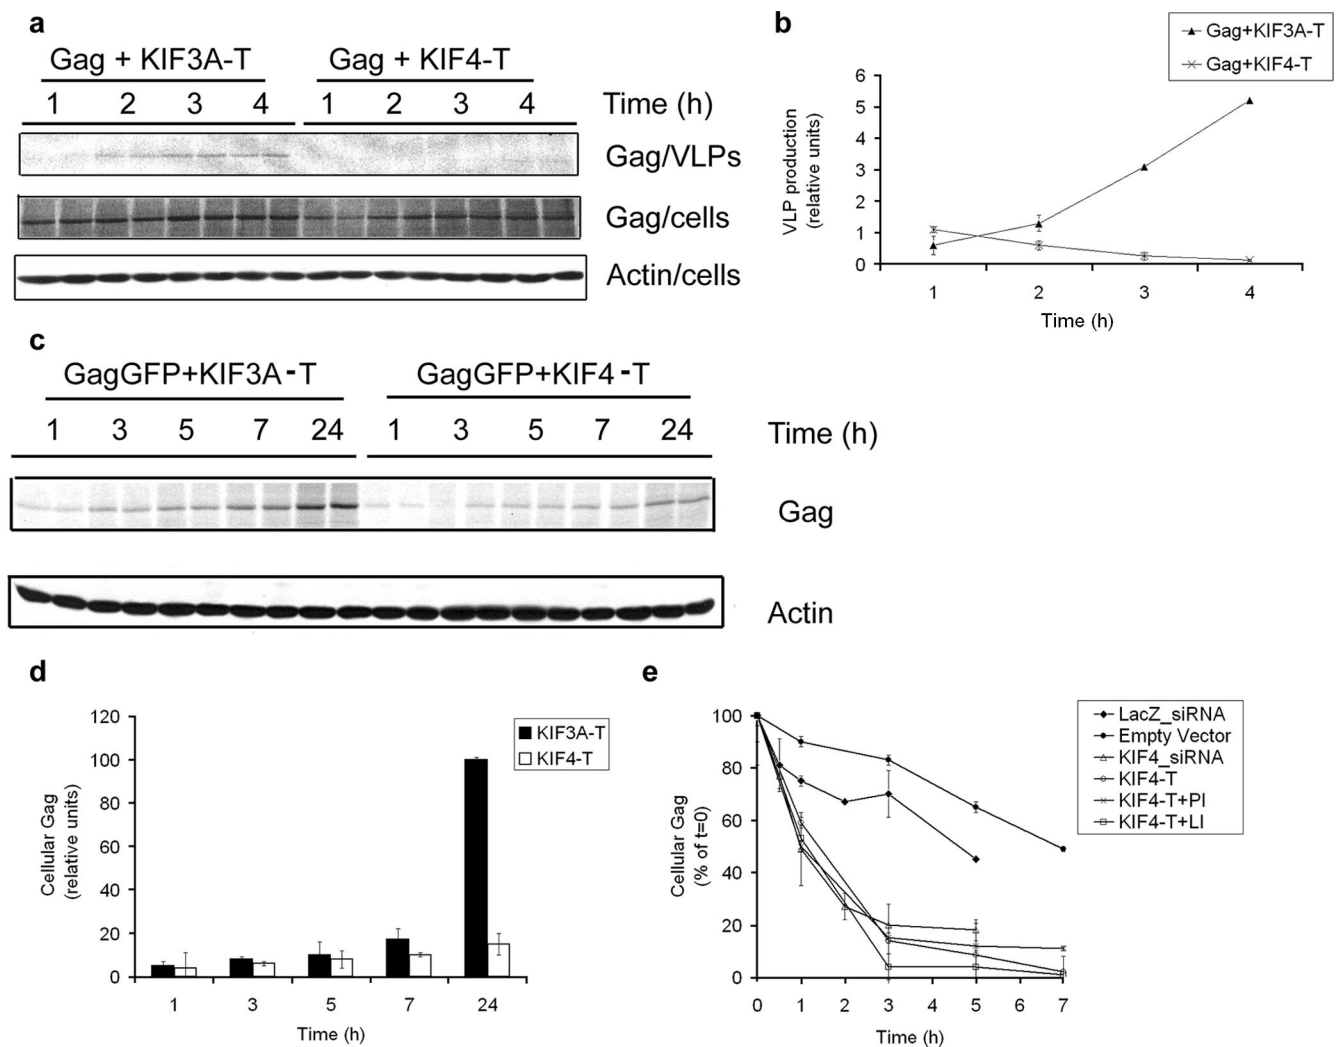 a
Gag + KIF3A-T Gag + KIF4-T
1 2 3 4 1 2 3 4 Time (h)
Gag/VLPs
Gag/cells
Actin/cells
b
Gag+KIF3A-T
Gag+KIF4-T
VLP production
(relative units)
6
5
4
3
2
1
0
1 2 3 4
Time (h)
c
GagGFP+KIF3A-T GagGFP+KIF4-T
1 3 5 7 24 1 3 5 7 24 Time (h)
Gag
Actin
d
Cellular Gag
(relative units)
120
100
80
60
40
20
0
KIF3A-T
KIF4-T
1 3 5 7 24
Time (h)
e
Cellular Gag
(% of t=0)
100
80
60
40
20
0
LacZ_siRNA
Empty Vector
KIF4_siRNA
KIF4-T
KIF4-T+PI
KIF4-T+LI
0 1 2 3 4 5 6 7
Time (h)